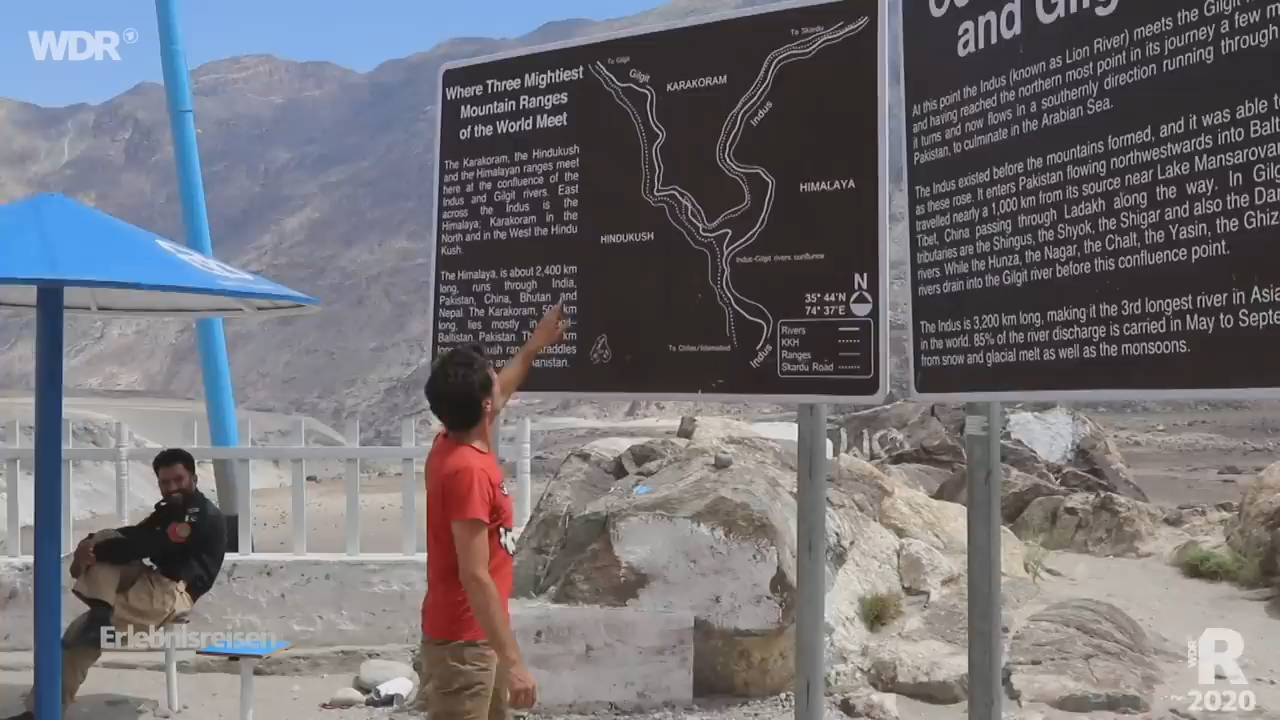 WDR
Where Three Mightiest
Mountain Ranges
of the World Meet
The Karakoram, the Hindukush
and the Himalayan ranges meet
here at the confluence of the
Indus and Gilgit rivers. East
across the Indus is the
Himalaya; Karakoram in the
North and in the West the Hindu
Kush.
The Himalaya, is about 2,400 km
long, runs through India,
Pakistan, China, Bhutan and
Nepal. The Karakoram, 500 km
long, lies mostly in
Baltistan, Pakistan.
km
To Gilgit
Gilgit
KARAKORAM
To Skardu
Indus
HIMALAYA
HINDUKUSH
Indus-Gilgit rivers confluence
N
35° 44'N
74° 37'E
Rivers
KKH
Ranges
Skardu Road
To Chilas/Islamabad
Indus
and
At this point the Indus (known as Lion River) meets the Gilgit
and having reached the northern most point in its journey a few
it turns and now flows in a southerly direction running through
Pakistan, to culminate in the Arabian Sea.
The Indus existed before the mountains formed, and it was able
as these rose. It enters Pakistan flowing northwestwards into
travelled nearly a 1,000 km from its source near Lake
Tibet, China passing through Ladakh along the way. In
tributaries are the Shingus, the Shyok, the Shigar and also the
rivers. While the Hunza, the Nagar, the Chalt, the Yasin, the
rivers drain into the Gilgit river before this confluence point.
The Indus is 3,200 km long, making it the 3rd longest river in
in the world. 85% of the river discharge is carried in May to
from snow and glacial melt as well as the monsoons.
Erlebnisreisen
WDR
R
2020